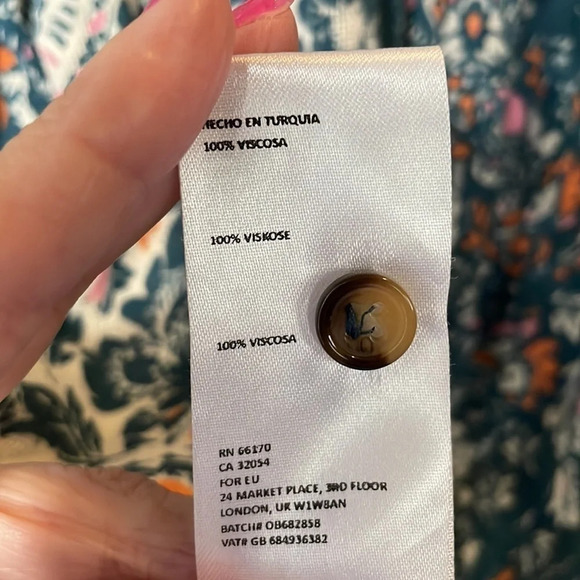 HECHO EN TURQUIA
100% VISCOSA
100% VISKOSE
100% VISCOSA
RN 66170
CA 32054
FOR EU
24 MARKET PLACE, 3RD FLOOR
LONDON, UK W1W8AN
BATCH# OB682858
VAT# GB 684936382